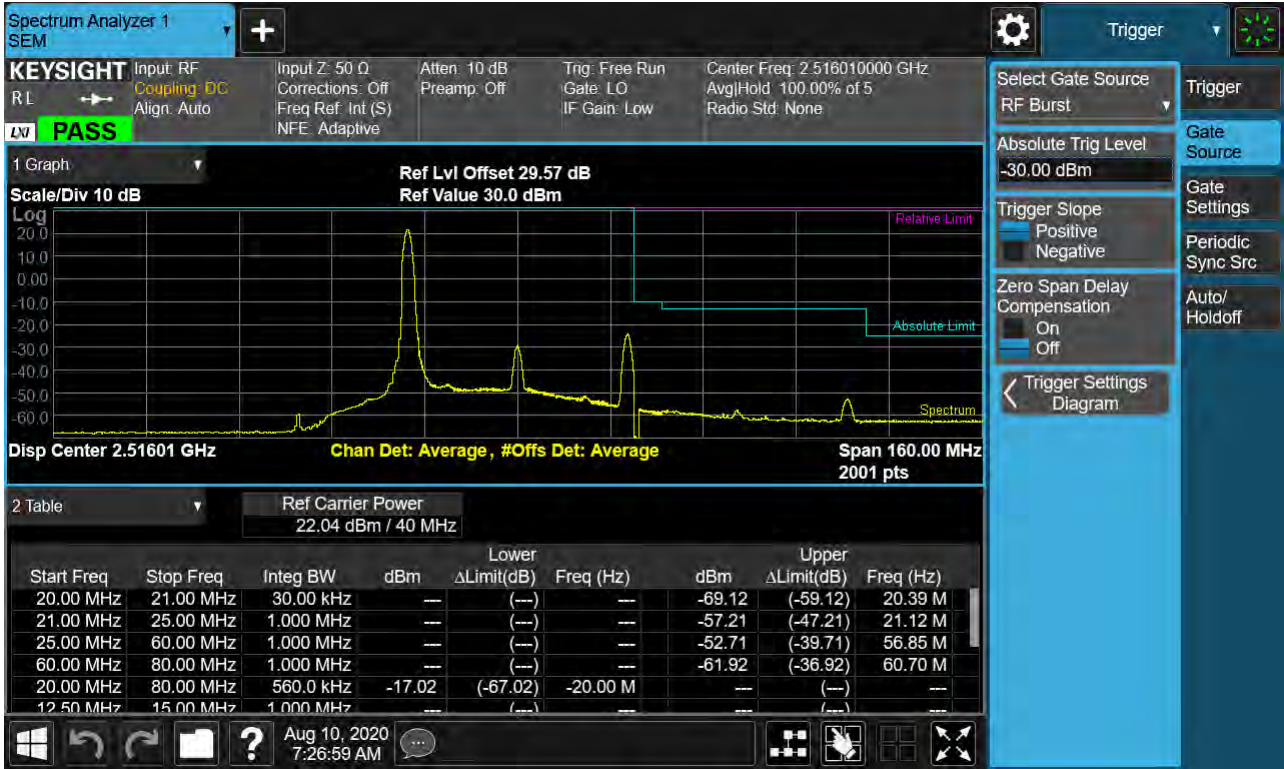 Spectrum Analyzer 1
SEM
Trigger
KEYSIGHT
RL
LXI PASS
Input: RF
Coupling: DC
Align: Auto
Input Z: 50 Ω
Corrections: Off
Freq Ref: Int (S)
NFE: Adaptive
Atten: 10 dB
Preamp: Off
Trig: Free Run
Gate: LO
IF Gain: Low
Center Freq: 2.516010000 GHz
Avg|Hold: 100.00% of 5
Radio Std: None
1 Graph
Scale/Div 10 dB
Ref Lvl Offset 29.57 dB
Ref Value 30.0 dBm
Log
20.0
10.0
0.00
-10.0
-20.0
-30.0
-40.0
-50.0
-60.0
Relative Limit
Absolute Limit
Spectrum
Disp Center 2.51601 GHz
Chan Det: Average, #Offs Det: Average
Span 160.00 MHz
2001 pts
2 Table
Ref Carrier Power
22.04 dBm / 40 MHz
Lower Upper
Start Freq Stop Freq Integ BW dBm ΔLimit(dB) Freq (Hz) dBm ΔLimit(dB) Freq (Hz)
20.00 MHz 21.00 MHz 30.00 kHz --- (---) --- -69.12 (-59.12) 20.39 M
21.00 MHz 25.00 MHz 1.000 MHz --- (---) --- -57.21 (-47.21) 21.12 M
25.00 MHz 60.00 MHz 1.000 MHz --- (---) --- -52.71 (-39.71) 56.85 M
60.00 MHz 80.00 MHz 1.000 MHz --- (---) --- -61.92 (-36.92) 60.70 M
20.00 MHz 80.00 MHz 560.0 kHz -17.02 (-67.02) -20.00 M --- (---) ---
12.50 MHz 15.00 MHz 1.000 MHz --- (---) --- --- (---) ---
?
Aug 10, 2020
7:26:59 AM
Select Gate Source
RF Burst
Absolute Trig Level
-30.00 dBm
Trigger Slope
Positive
Negative
Zero Span Delay
Compensation
On
Off
Trigger Settings
Diagram
Trigger
Gate
Source
Gate
Settings
Periodic
Sync Src
Auto/
Holdoff